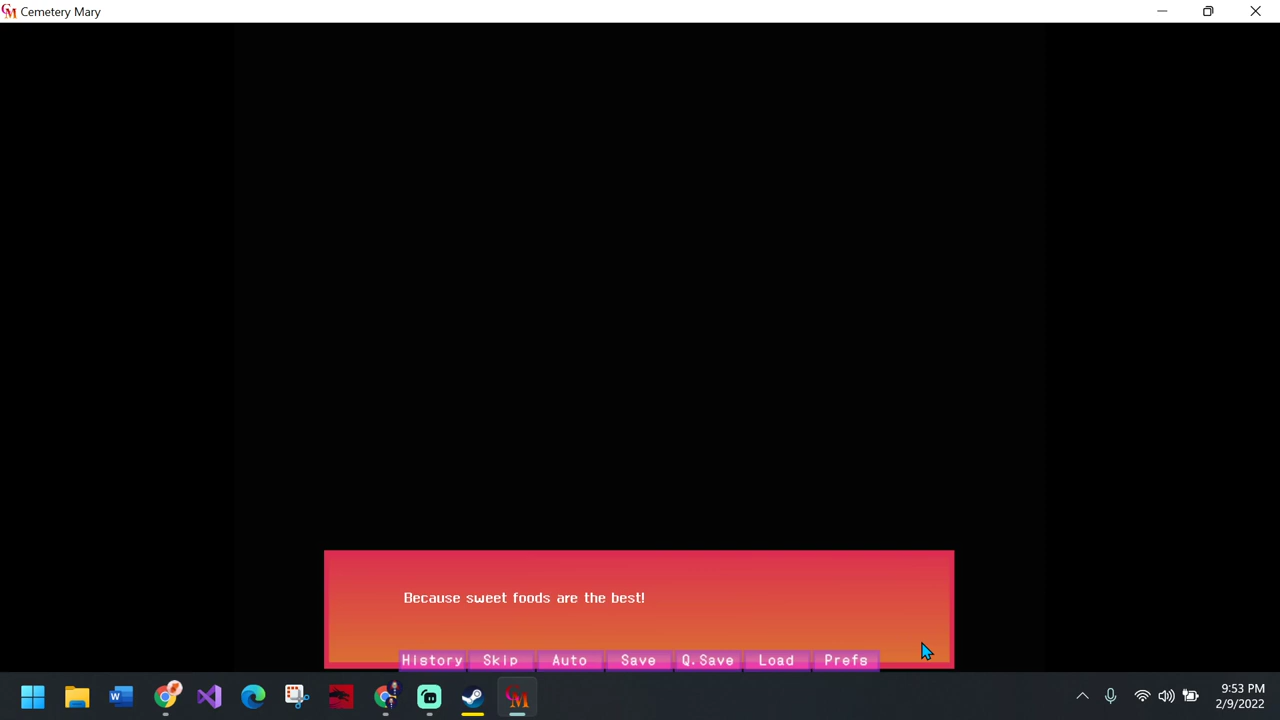 Cemetery Mary
Because sweet foods are the best!
History Skip Auto Save Q.Save Load Prefs
9:53 PM
2/9/2022